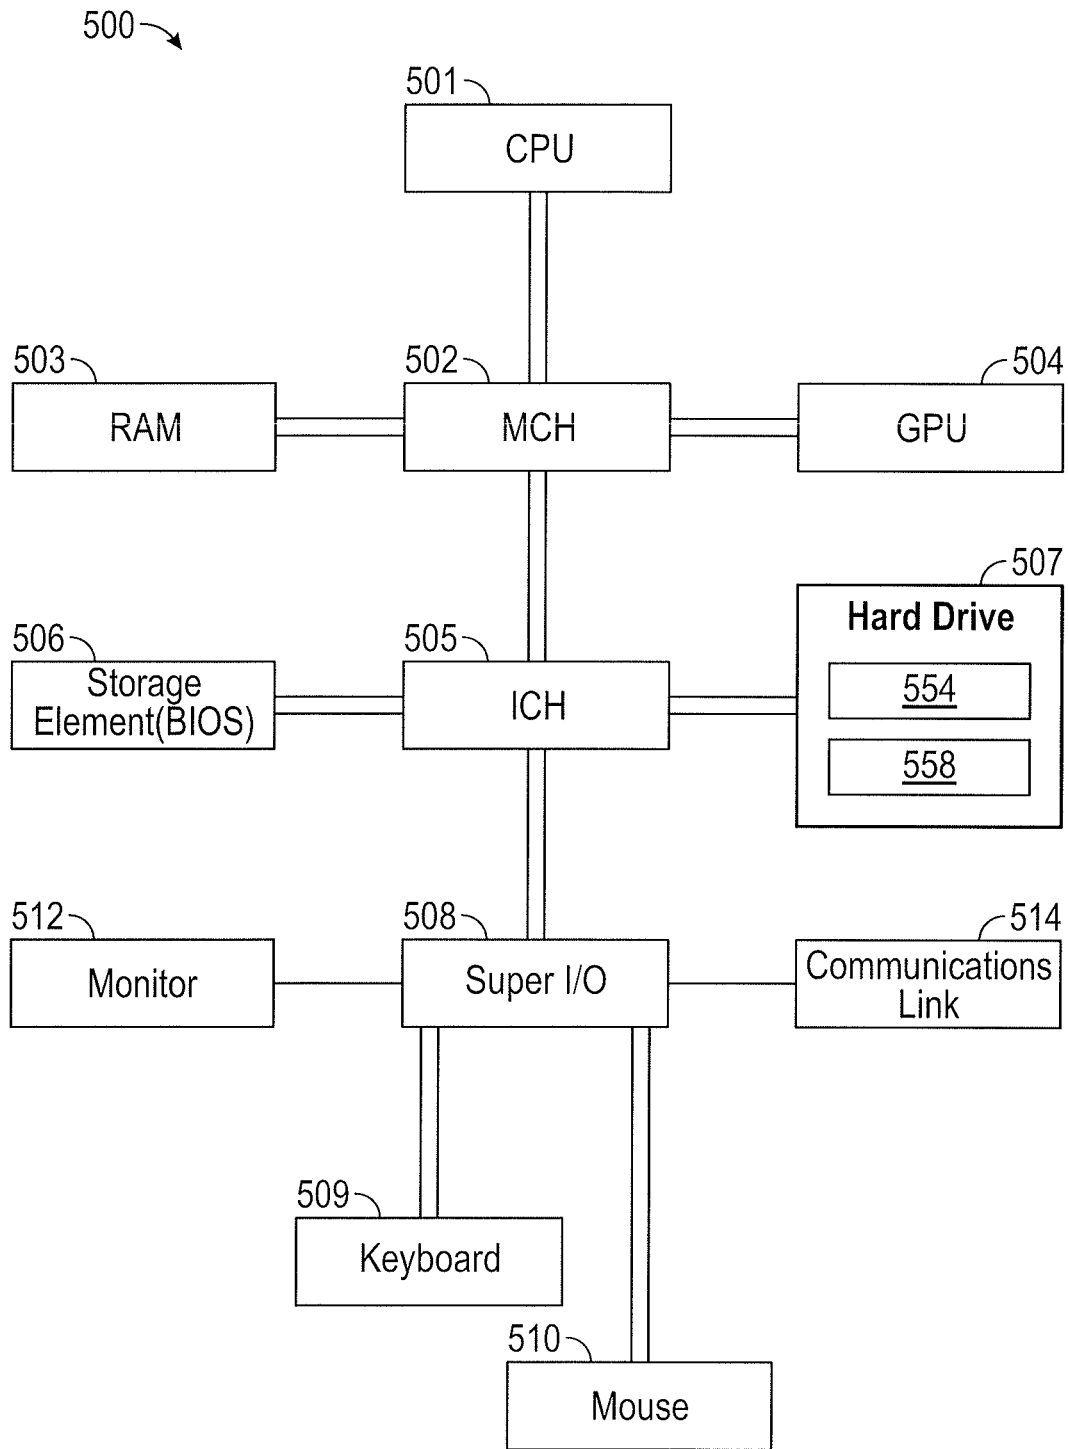 500
501
CPU
503
RAM
502
MCH
504
GPU
507
Hard Drive
554
558
506
Storage
Element(BIOS)
505
ICH
512
Monitor
508
Super I/O
514
Communications
Link
509
Keyboard
510
Mouse